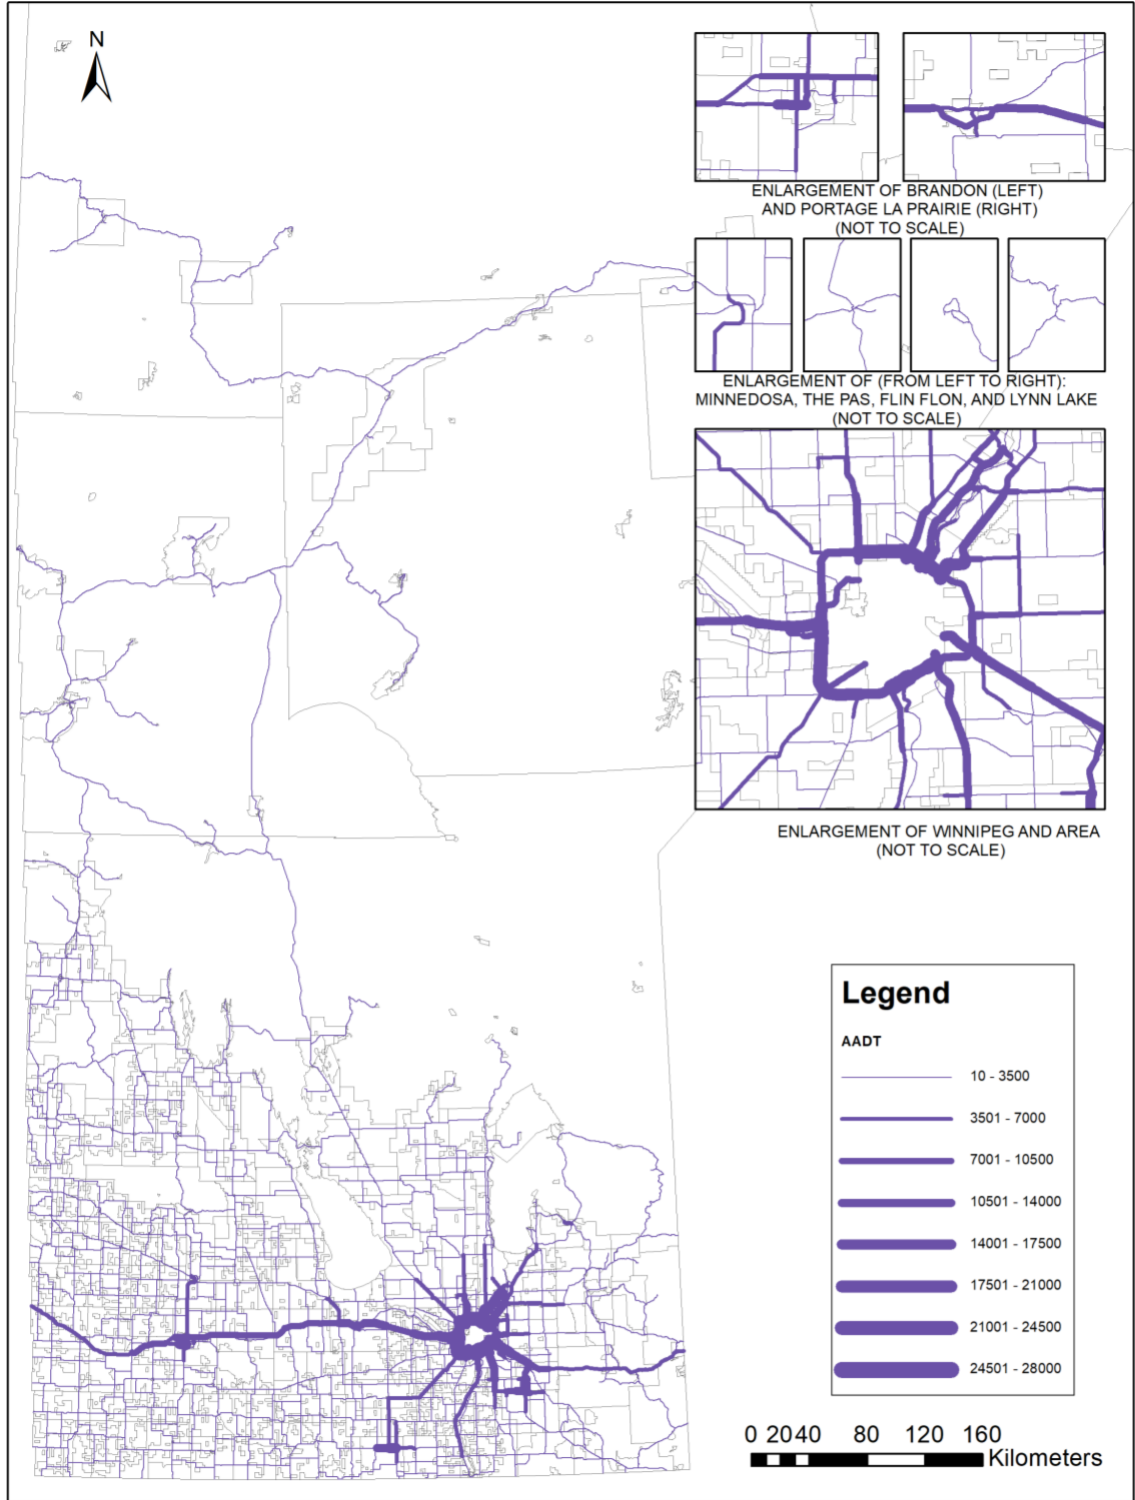 N
ENLARGEMENT OF BRANDON (LEFT)
AND PORTAGE LA PRAIRIE (RIGHT)
(NOT TO SCALE)
ENLARGEMENT OF (FROM LEFT TO RIGHT):
MINNEDOSA, THE PAS, FLIN FLON, AND LYNN LAKE
(NOT TO SCALE)
ENLARGEMENT OF WINNIPEG AND AREA
(NOT TO SCALE)
Legend
AADT
10 - 3500
3501 - 7000
7001 - 10500
10501 - 14000
14001 - 17500
17501 - 21000
21001 - 24500
24501 - 28000
0 20 40 80 120 160
Kilometers